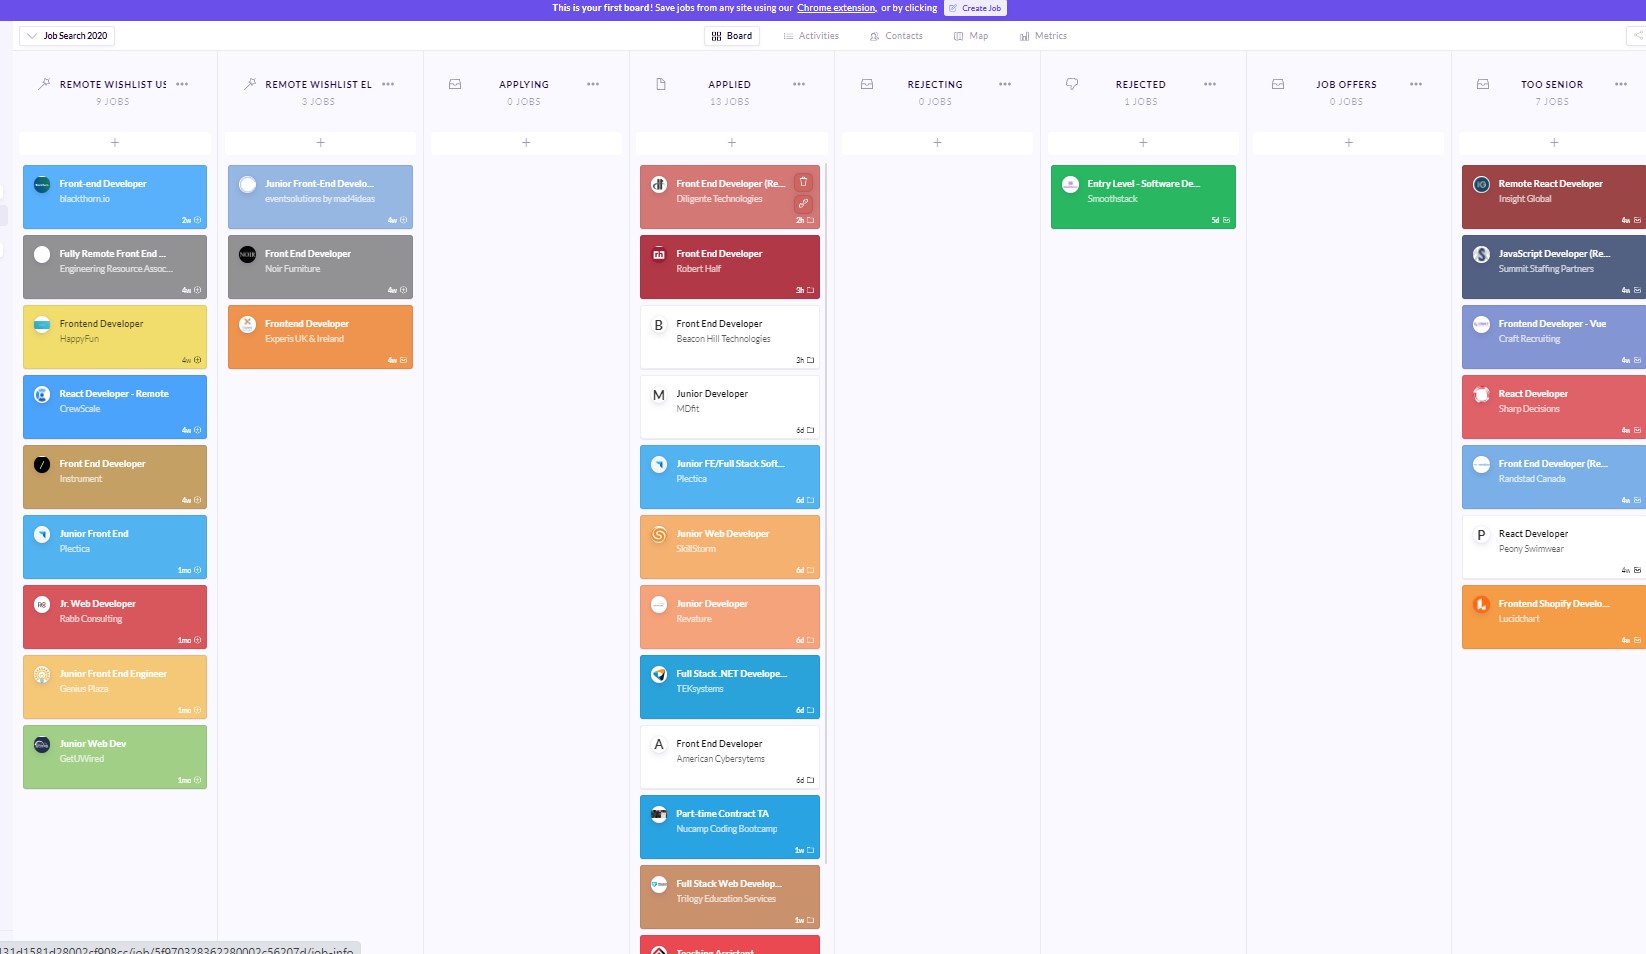 This is your first board! Save jobs from any site using our Chrome extension, or by clicking Create Job
Job Search 2020
Board Activities Contacts Map Metrics
REMOTE WISHLIST US
9 JOBS
Front-end Developer
blackthorn.io
2w
Fully Remote Front End ...
Engineering Resource Assoc...
4w
Frontend Developer
HappyFun
4w
React Developer - Remote
CrewScale
4w
Front End Developer
Instrument
4w
Junior Front End
Plectica
1mo
Jr. Web Developer
Rabb Consulting
1mo
Junior Front End Engineer
Genius Plaza
1mo
Junior Web Dev
GetUWired
1mo
REMOTE WISHLIST EL
3 JOBS
Junior Front-End Develo...
eventsolutions by mad4ideas
4w
NOIR
Front End Developer
Noir Furniture
4w
Frontend Developer
Experis UK & Ireland
4w
APPLYING
0 JOBS
APPLIED
13 JOBS
Front End Developer (Re...
Diligente Technologies
2h
rh
Front End Developer
Robert Half
3h
B
Front End Developer
Beacon Hill Technologies
3h
M
Junior Developer
MDfit
6d
Junior FE/Full Stack Soft...
Plectica
6d
Junior Web Developer
SkillStorm
6d
Junior Developer
Revature
6d
Full Stack .NET Develope...
TEKsystems
6d
A
Front End Developer
American Cybersytems
6d
Part-time Contract TA
Nucamp Coding Bootcamp
1w
Full Stack Web Develop...
Trilogy Education Services
1w
Teaching Assistant
REJECTING
0 JOBS
REJECTED
1 JOBS
Entry Level - Software De...
Smoothstack
5d
JOB OFFERS
0 JOBS
TOO SENIOR
7 JOBS
IG
Remote React Developer
Insight Global
4w
JavaScript Developer (Re...
Summit Staffing Partners
4w
Frontend Developer - Vue
Craft Recruiting
4w
React Developer
Sharp Decisions
4w
Front End Developer (Re...
Randstad Canada
4w
P
React Developer
Peony Swimwear
4w
Frontend Shopify Develo...
Lucidchart
4w